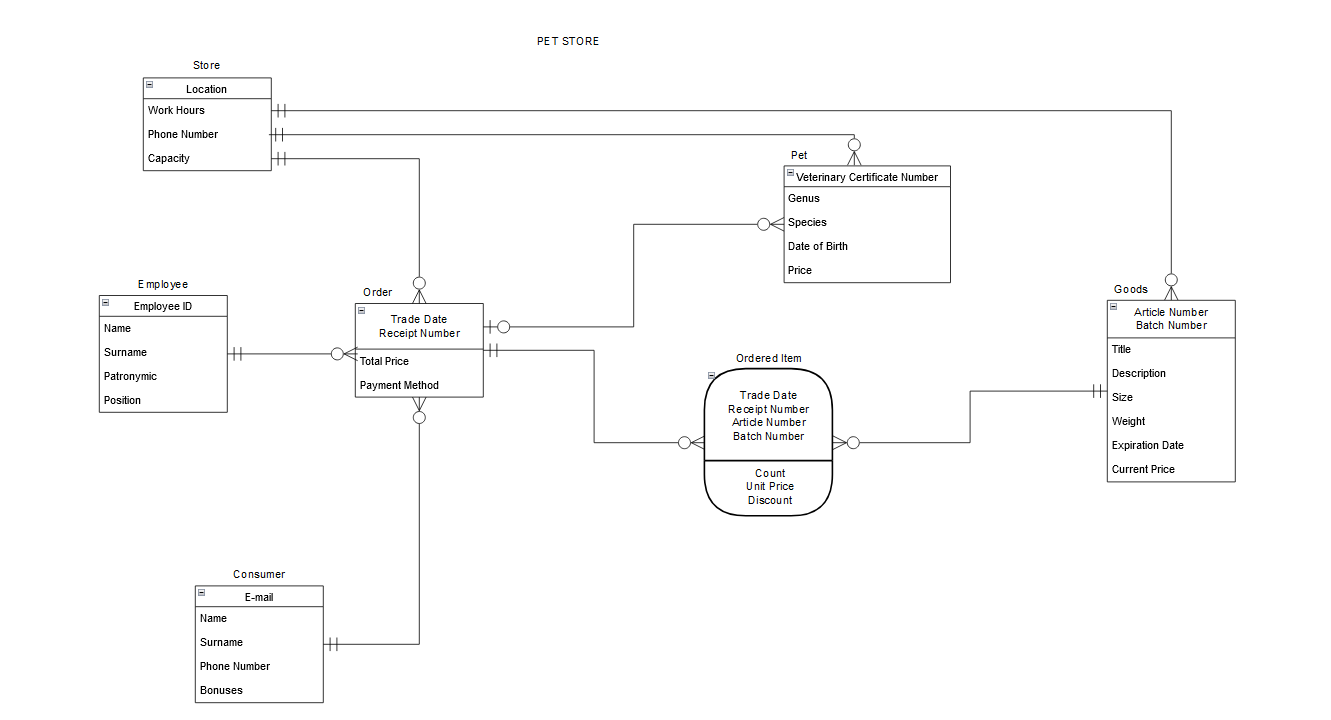 PET STORE
Store
Location
Work Hours
Phone Number
Capacity
Pet
Veterinary Certificate Number
Genus
Species
Date of Birth
Price
Employee
Employee ID
Name
Surname
Patronymic
Position
Order
Trade Date
Receipt Number
Total Price
Payment Method
Goods
Article Number
Batch Number
Title
Description
Size
Weight
Expiration Date
Current Price
Ordered Item
Trade Date
Receipt Number
Article Number
Batch Number
Count
Unit Price
Discount
Consumer
E-mail
Name
Surname
Phone Number
Bonuses